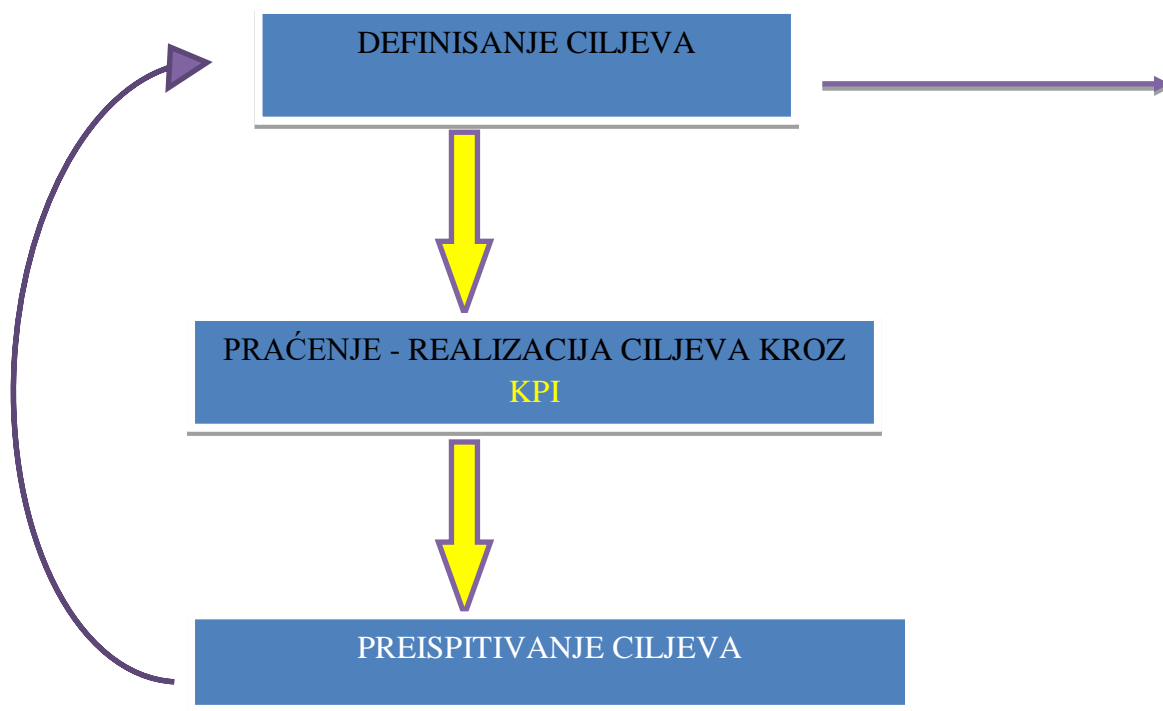 DEFINISANJE CILJEVA
PRAĆENJE - REALIZACIJA CILJEVA KROZ
KPI
PREISPITIVANJE CILJEVA